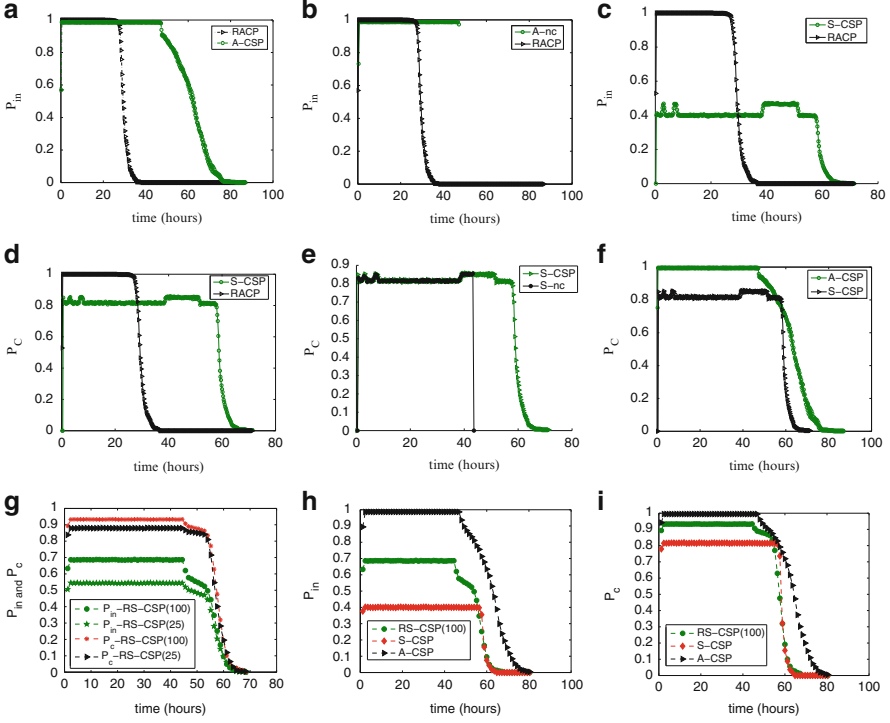 a
1
0.8
0.6
0.4
0.2
0
P_in
RACP
A-CSP
0 20 40 60 80 100
time (hours)
b
1
0.8
0.6
0.4
0.2
0
P_in
A-nc
RACP
0 20 40 60 80 100
time (hours)
c
1
0.8
0.6
0.4
0.2
0
P_in
S-CSP
RACP
0 20 40 60 80
time (hours)
d
1
0.8
0.6
0.4
0.2
0
P_C
S-CSP
RACP
0 20 40 60 80
time (hours)
e
0.9
0.8
0.7
0.6
0.5
0.4
0.3
0.2
0.1
0
P_C
S-CSP
S-nc
0 20 40 60 80
time (hours)
f
1
0.8
0.6
0.4
0.2
0
P_C
A-CSP
S-CSP
0 20 40 60 80 100
time (hours)
g
1
0.9
0.8
0.7
0.6
0.5
0.4
0.3
0.2
0.1
0
P_in and P_c
P_in-RS-CSP(100)
P_in-RS-CSP(25)
P_c-RS-CSP(100)
P_c-RS-CSP(25)
0 10 20 30 40 50 60 70 80
time (hours)
h
1
0.9
0.8
0.7
0.6
0.5
0.4
0.3
0.2
0.1
0
P_in
RS-CSP(100)
S-CSP
A-CSP
0 20 40 60 80 100
time (hours)
i
1
0.9
0.8
0.7
0.6
0.5
0.4
0.3
0.2
0.1
0
P_c
RS-CSP(100)
S-CSP
A-CSP
0 20 40 60 80 100
time (hours)